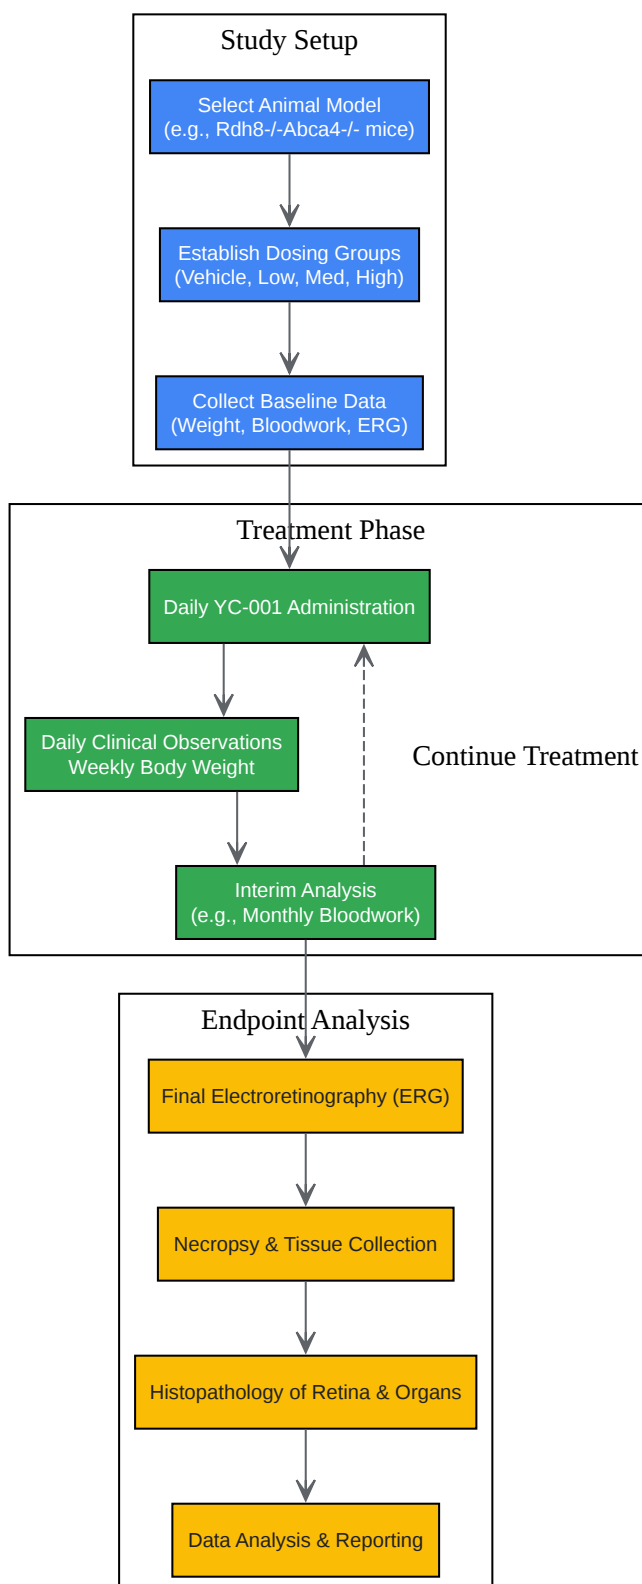 Study Setup
Select Animal Model
(e.g., Rdh8-/-Abca4-/- mice)
Establish Dosing Groups
(Vehicle, Low, Med, High)
Collect Baseline Data
(Weight, Bloodwork, ERG)
Treatment Phase
Daily YC-001 Administration
Daily Clinical Observations
Weekly Body Weight
Continue Treatment
Interim Analysis
(e.g., Monthly Bloodwork)
Endpoint Analysis
Final Electroretinography (ERG)
Necropsy & Tissue Collection
Histopathology of Retina & Organs
Data Analysis & Reporting